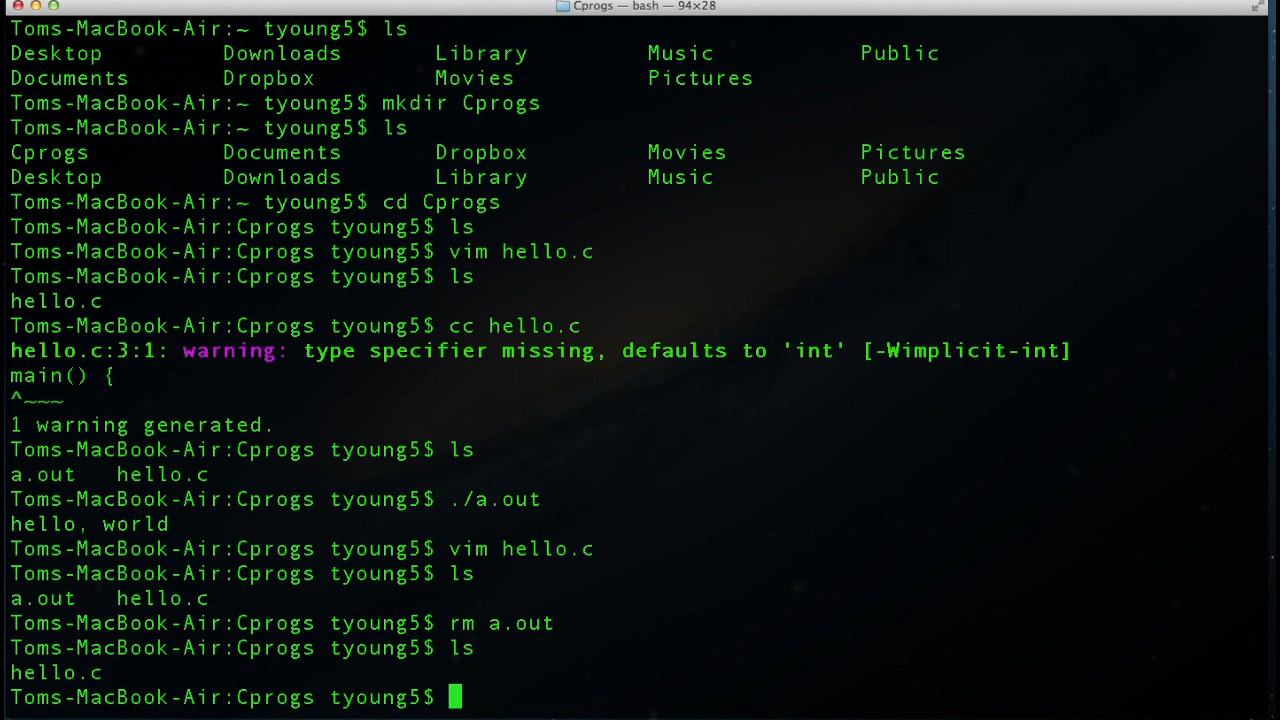 Cprogs — bash — 94×28
Toms-MacBook-Air:~ tyoung5$ ls
Desktop Downloads Library Music Public
Documents Dropbox Movies Pictures
Toms-MacBook-Air:~ tyoung5$ mkdir Cprogs
Toms-MacBook-Air:~ tyoung5$ ls
Cprogs Documents Dropbox Movies Pictures
Desktop Downloads Library Music Public
Toms-MacBook-Air:~ tyoung5$ cd Cprogs
Toms-MacBook-Air:Cprogs tyoung5$ ls
Toms-MacBook-Air:Cprogs tyoung5$ vim hello.c
Toms-MacBook-Air:Cprogs tyoung5$ ls
hello.c
Toms-MacBook-Air:Cprogs tyoung5$ cc hello.c
hello.c:3:1: warning: type specifier missing, defaults to 'int' [-Wimplicit-int]
main() {
^~~~
1 warning generated.
Toms-MacBook-Air:Cprogs tyoung5$ ls
a.out hello.c
Toms-MacBook-Air:Cprogs tyoung5$ ./a.out
hello, world
Toms-MacBook-Air:Cprogs tyoung5$ vim hello.c
Toms-MacBook-Air:Cprogs tyoung5$ ls
a.out hello.c
Toms-MacBook-Air:Cprogs tyoung5$ rm a.out
Toms-MacBook-Air:Cprogs tyoung5$ ls
hello.c
Toms-MacBook-Air:Cprogs tyoung5$